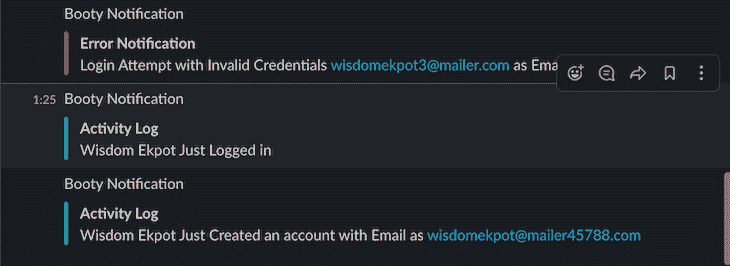 Booty Notification
Error Notification
Login Attempt with Invalid Credentials wisdomekpot3@mailer.com as
1:25 Booty Notification
Activity Log
Wisdom Ekpot Just Logged in
Booty Notification
Activity Log
Wisdom Ekpot Just Created an account with Email as wisdomekpot@mailer45788.com